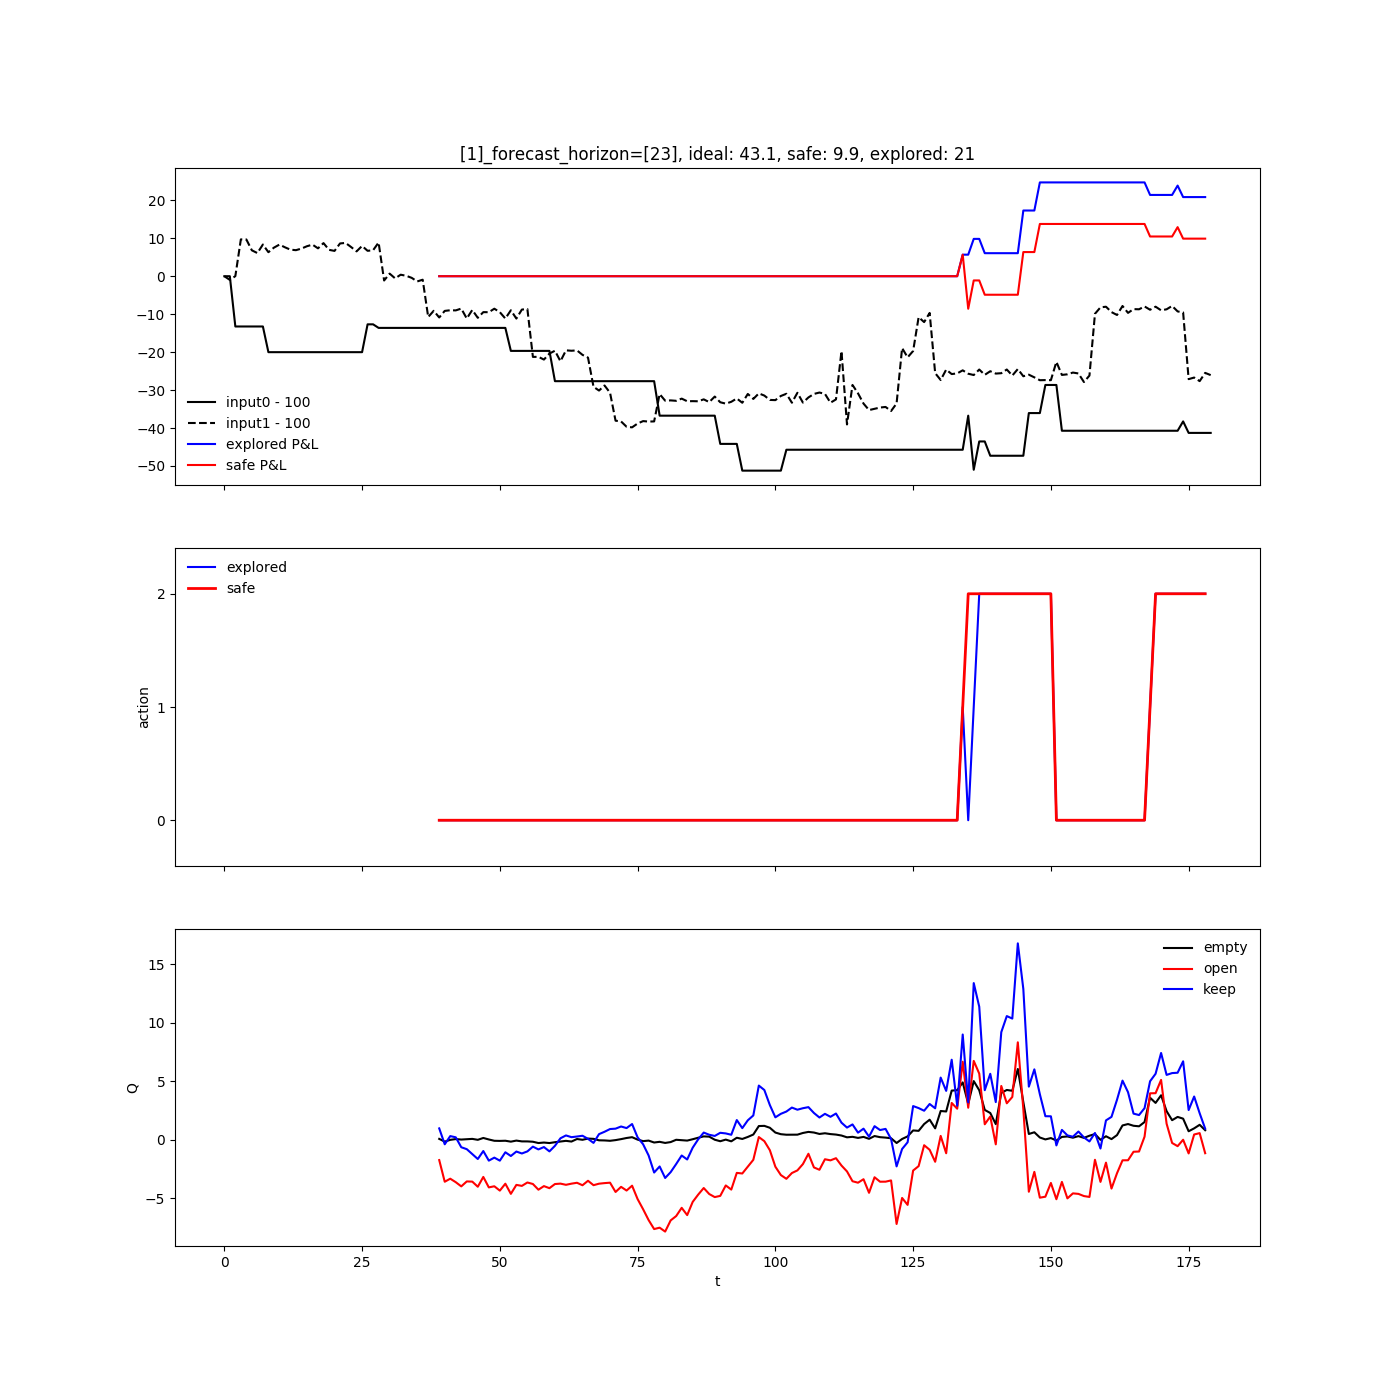 [1]_forecast_horizon=[23], ideal: 43.1, safe: 9.9, explored: 21
20
10
0
−10
−20
−30
−40
−50
input0 - 100
input1 - 100
explored P&L
safe P&L
explored
safe
2
1
0
action
empty
open
keep
15
10
5
0
−5
Q
0 25 50 75 100 125 150 175
t